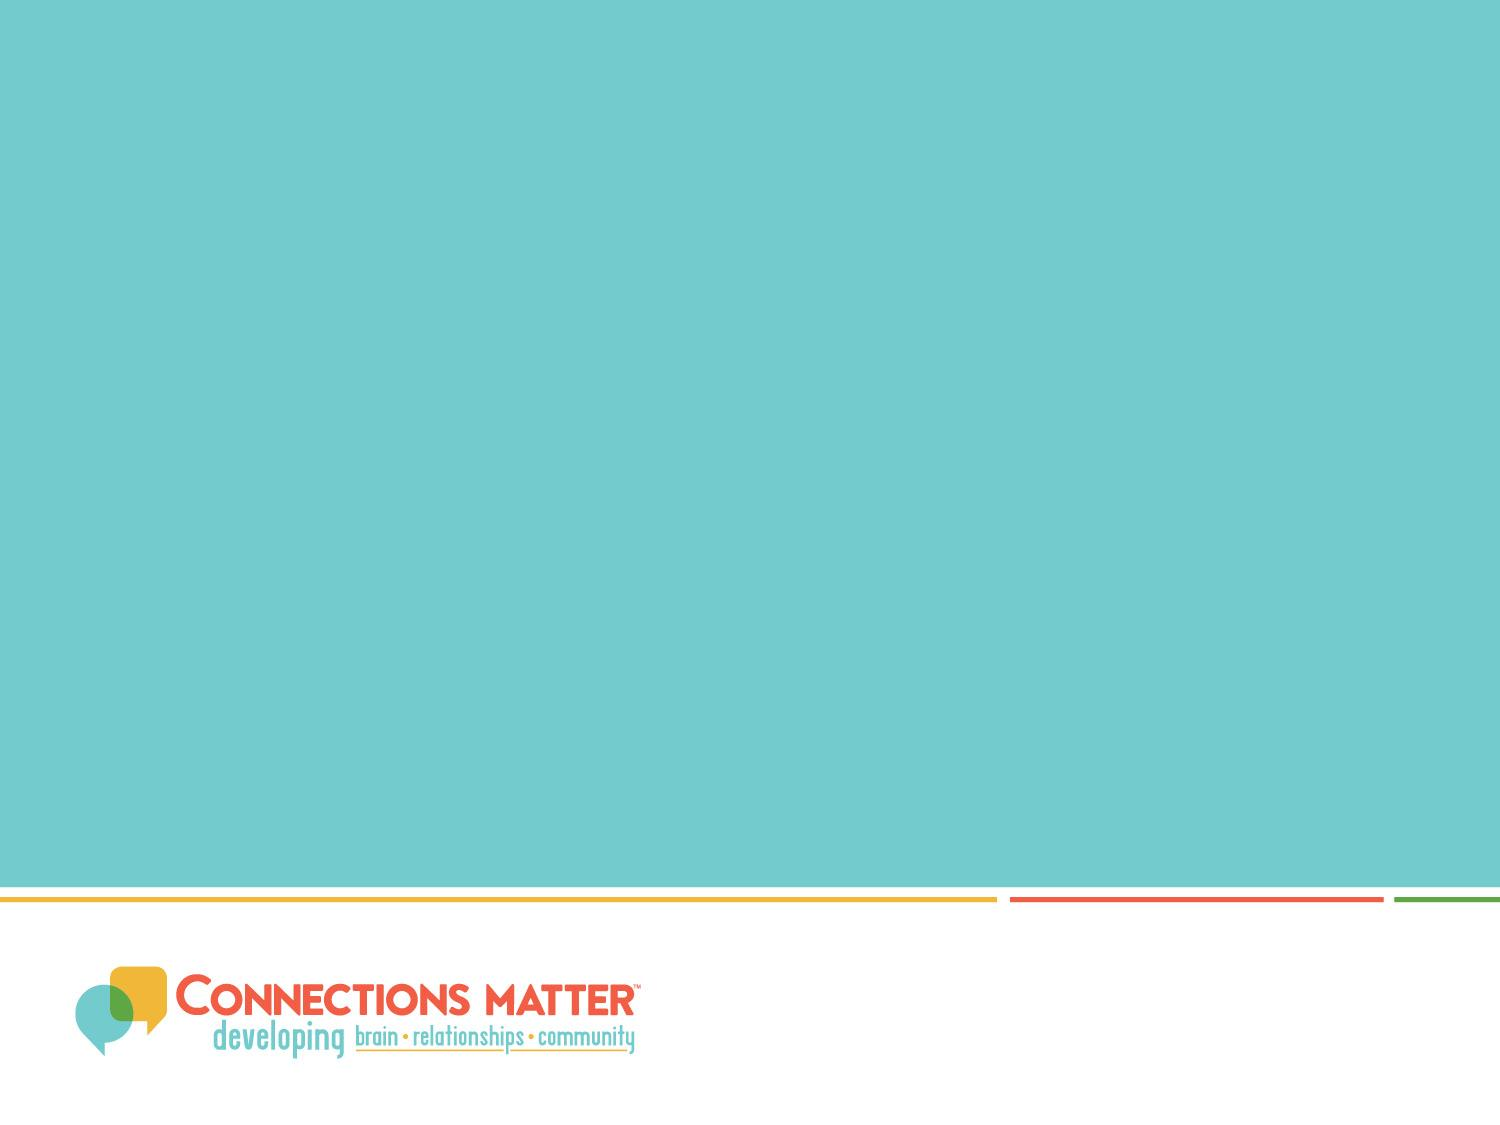 CONNECTIONS MATTER™
developing brain • relationships • community